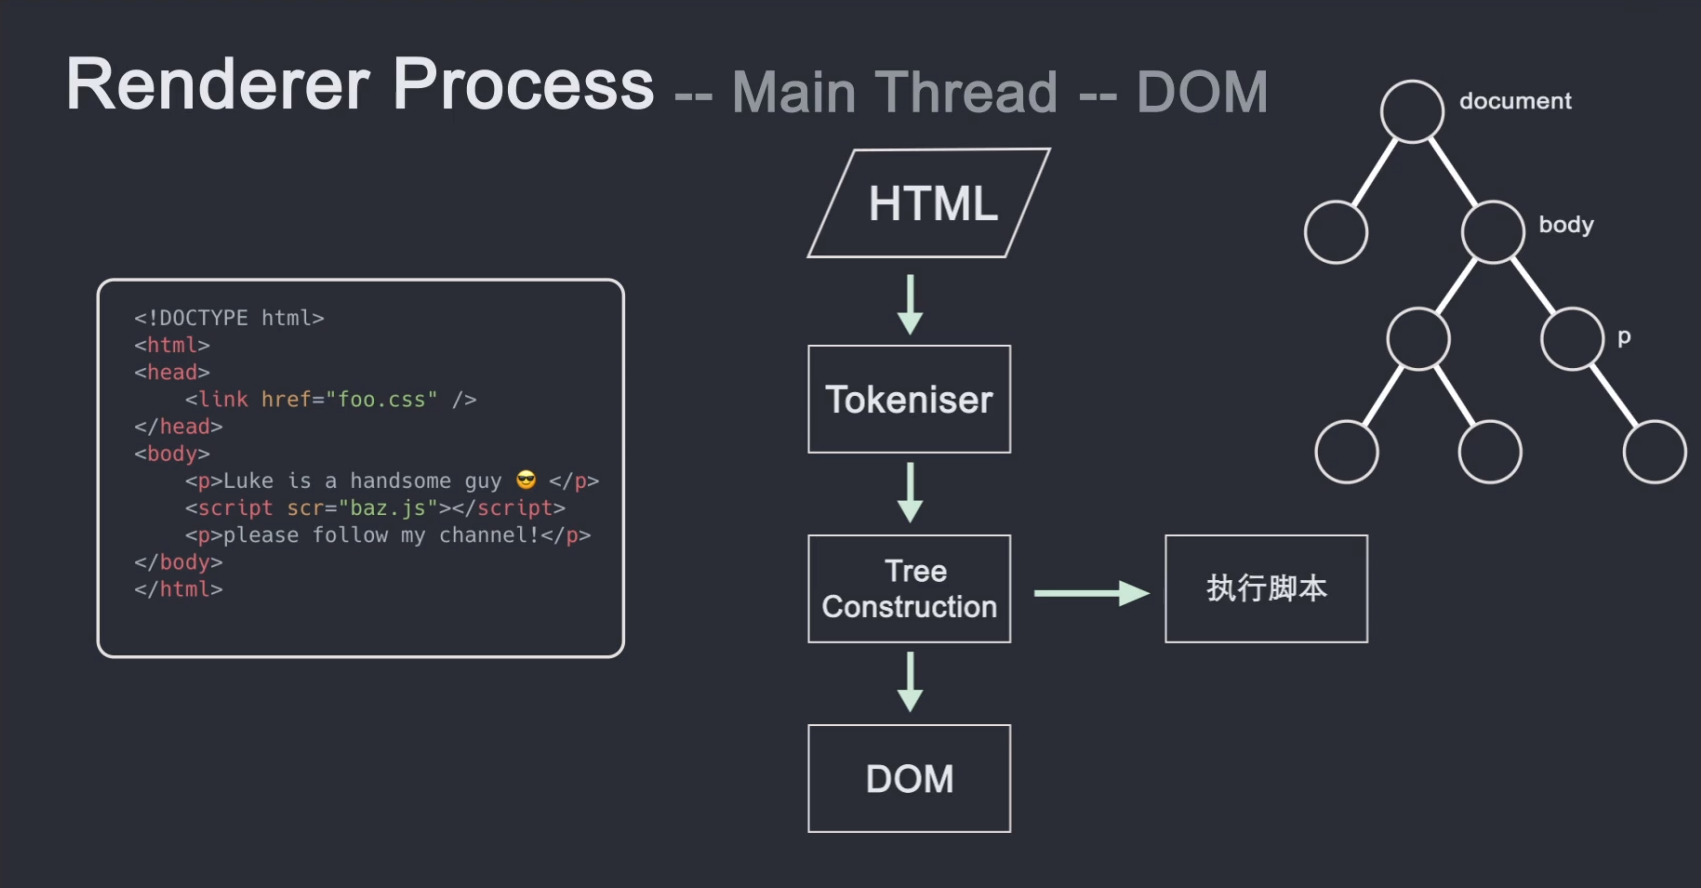 Renderer Process -- Main Thread -- DOM
<!DOCTYPE html>
<html>
<head>
    <link href="foo.css" />
</head>
<body>
    <p>Luke is a handsome guy 😎 </p>
    <script scr="baz.js"></script>
    <p>please follow my channel!</p>
</body>
</html>
HTML
Tokeniser
Tree
Construction
执行脚本
DOM
document
body
p